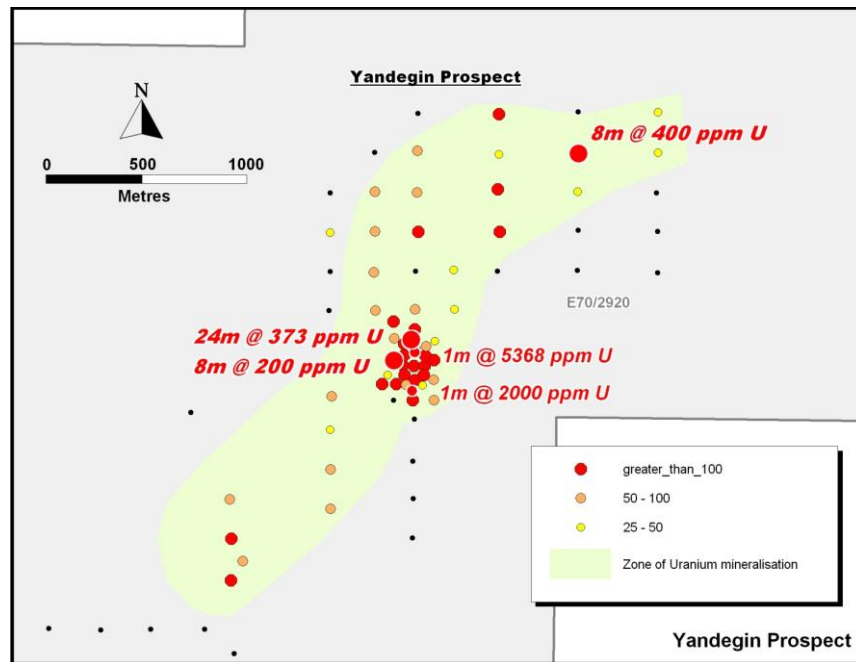 Yandegin Prospect
N
8m @ 400 ppm U
0 500 1000
Metres
E70/2920
24m @ 373 ppm U
8m @ 200 ppm U
1m @ 5368 ppm U
1m @ 2000 ppm U
greater_than_100
50 - 100
25 - 50
Zone of Uranium mineralisation
Yandegin Prospect